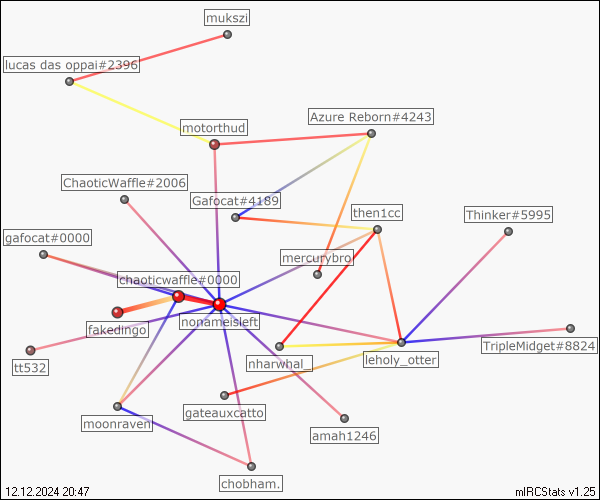 mukszi
lucas das oppai#2396
Azure Reborn#4243
motorthud
ChaoticWaffle#2006
Gafocat#4189
then1cc
Thinker#5995
gafocat#0000
mercurybro
chaoticwaffle#0000
fakedingo
nonameisleft
TripleMidget#8824
nharwhal_
leholy_otter
tt532
gateauxcatto
moonraven
amah1246
chobham.
12.12.2024 20:47
mIRCStats v1.25